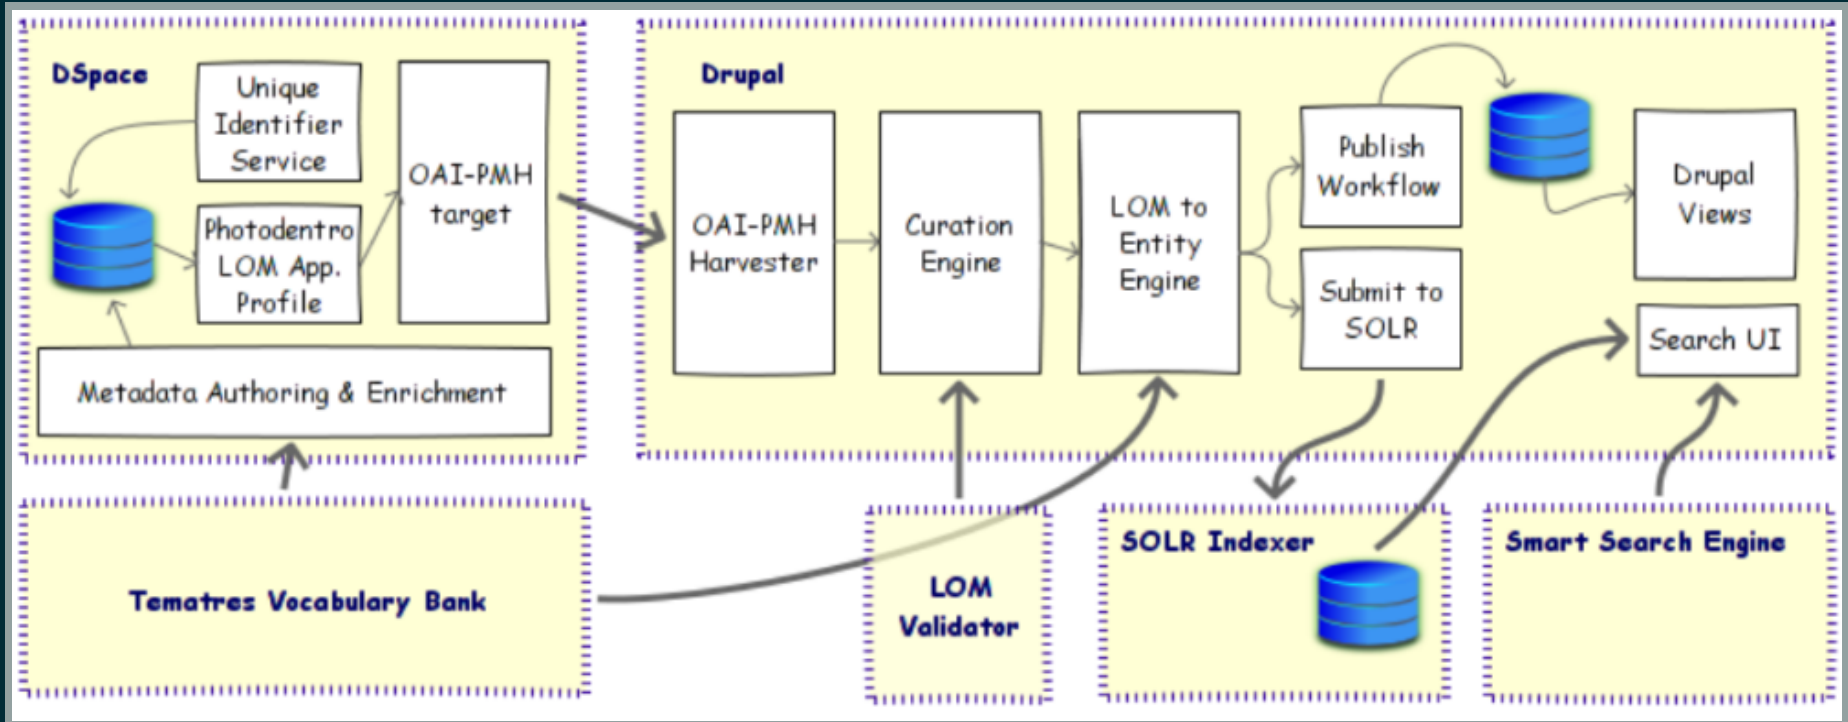 DSpace
Unique
Identifier
Service
OAI-PMH
target
Photodentro
LOM App.
Profile
Metadata Authoring & Enrichment
Drupal
OAI-PMH
Harvester
Curation
Engine
LOM to
Entity
Engine
Publish
Workflow
Submit to
SOLR
Drupal
Views
Search UI
Tematres Vocabulary Bank
LOM
Validator
SOLR Indexer
Smart Search Engine